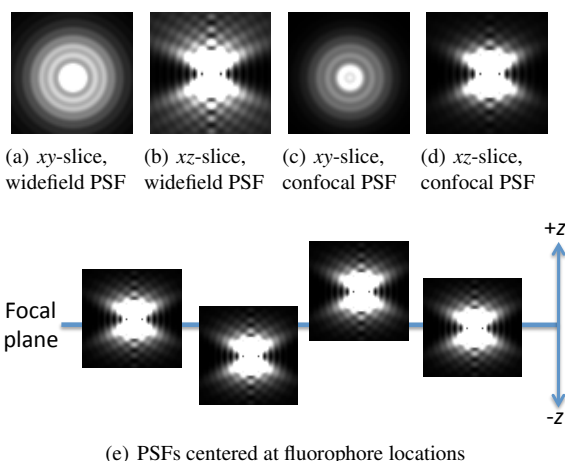 (a) xy-slice, widefield PSF
(b) xz-slice, widefield PSF
(c) xy-slice, confocal PSF
(d) xz-slice, confocal PSF
+z
Focal plane
-z
(e) PSFs centered at fluorophore locations